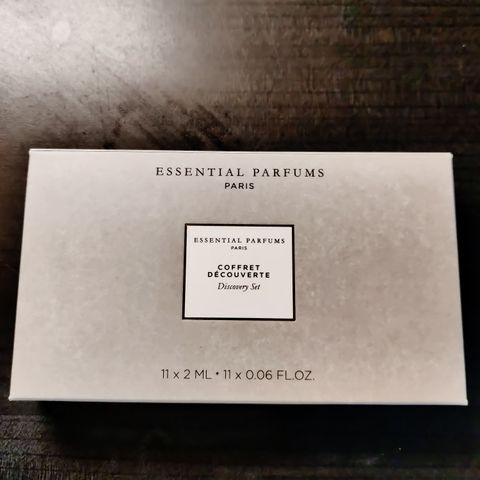 ESSENTIAL PARFUMS
PARIS
ESSENTIAL PARFUMS
PARIS
COFFRET
DÉCOUVERTE
Discovery Set
11 x 2 ML • 11 x 0.06 FL.OZ.